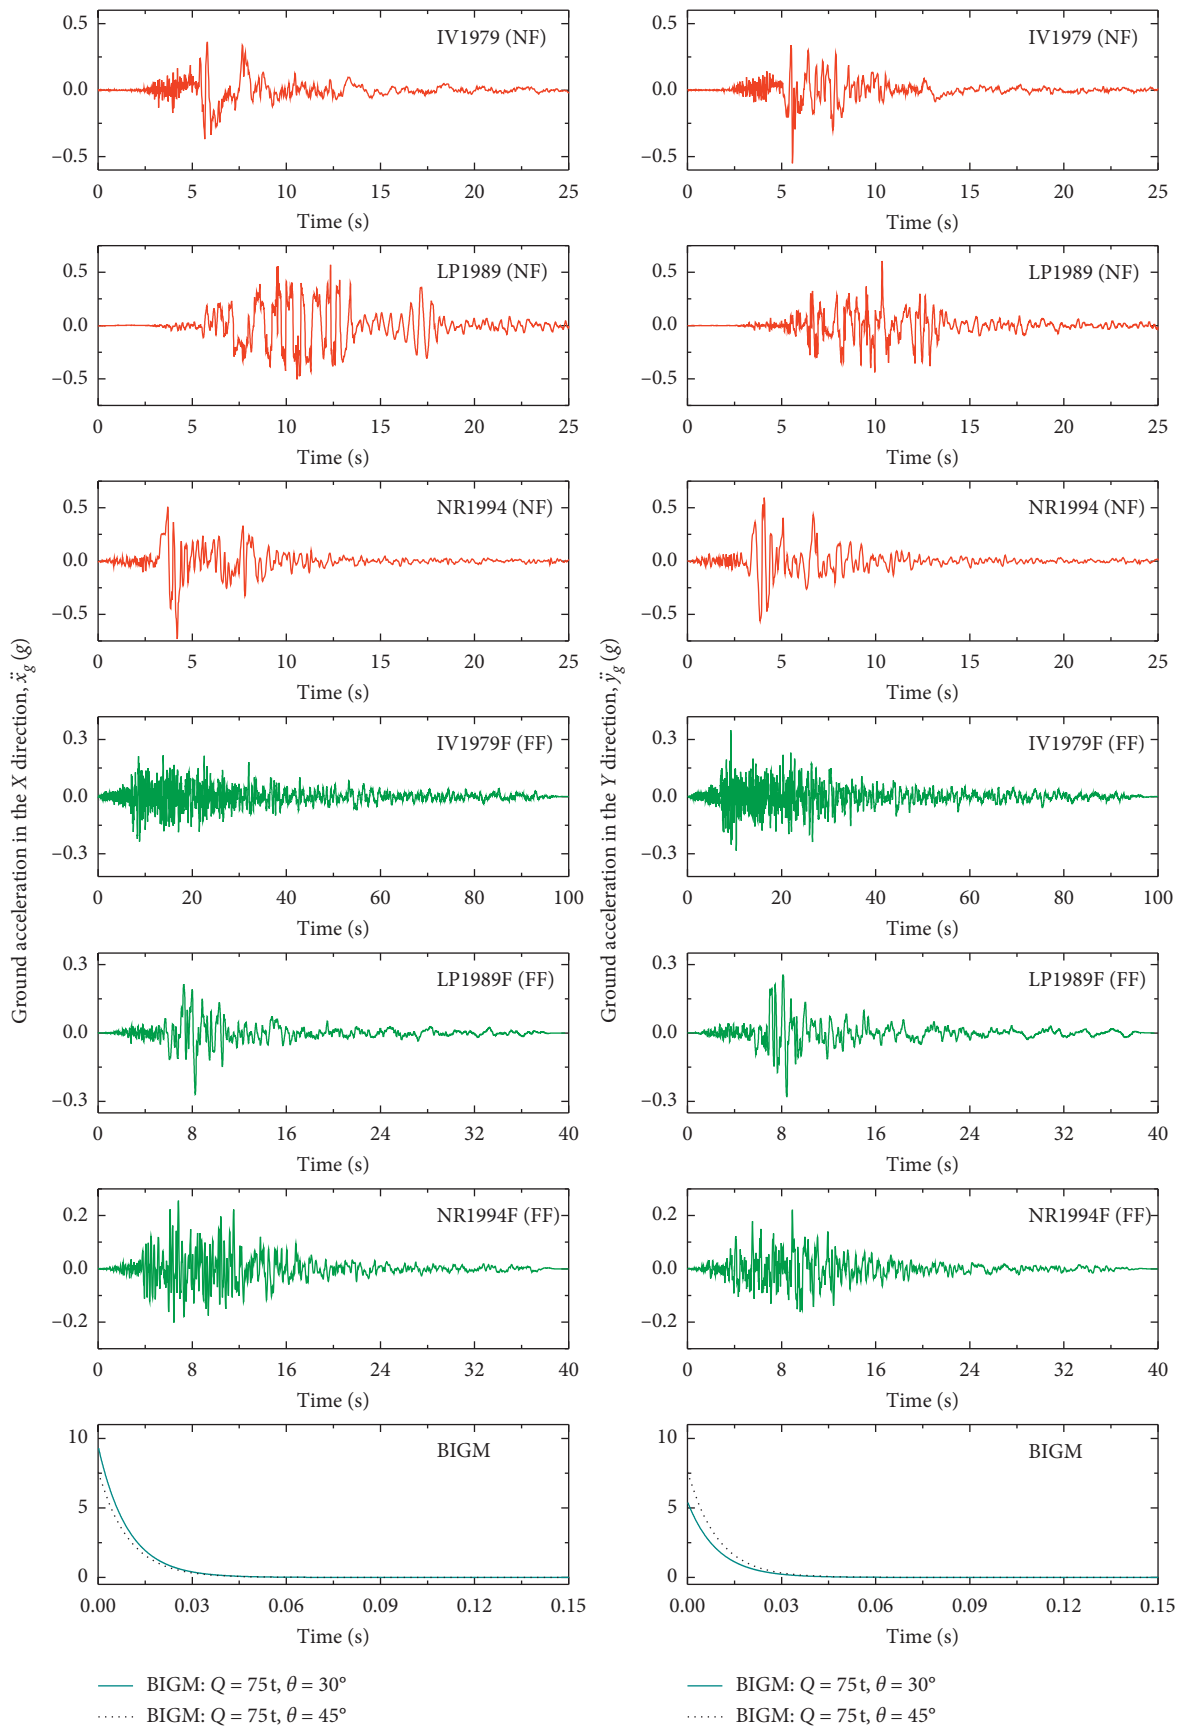 Ground acceleration in the X direction, ẍg (g)
0.5
0.0
−0.5
IV1979 (NF)
0 5 10 15 20 25
Time (s)
0.5
0.0
−0.5
LP1989 (NF)
0 5 10 15 20 25
Time (s)
0.5
0.0
−0.5
NR1994 (NF)
0 5 10 15 20 25
Time (s)
0.3
0.0
−0.3
IV1979F (FF)
0 20 40 60 80 100
Time (s)
0.3
0.0
−0.3
LP1989F (FF)
0 8 16 24 32 40
Time (s)
0.2
0.0
−0.2
NR1994F (FF)
0 8 16 24 32 40
Time (s)
10
5
0
BIGM
0.00 0.03 0.06 0.09 0.12 0.15
Time (s)
BIGM: Q = 75 t, θ = 30°
BIGM: Q = 75 t, θ = 45°
Ground acceleration in the Y direction, ÿg (g)
0.5
0.0
−0.5
IV1979 (NF)
0 5 10 15 20 25
Time (s)
0.5
0.0
−0.5
LP1989 (NF)
0 5 10 15 20 25
Time (s)
0.5
0.0
−0.5
NR1994 (NF)
0 5 10 15 20 25
Time (s)
0.3
0.0
−0.3
IV1979F (FF)
20 40 60 80 100
Time (s)
0.3
0.0
−0.3
LP1989F (FF)
0 8 16 24 32 40
Time (s)
0.2
0.0
−0.2
NR1994F (FF)
0 8 16 24 32 40
Time (s)
10
5
0
BIGM
0.00 0.03 0.06 0.09 0.12 0.15
Time (s)
BIGM: Q = 75 t, θ = 30°
BIGM: Q = 75 t, θ = 45°